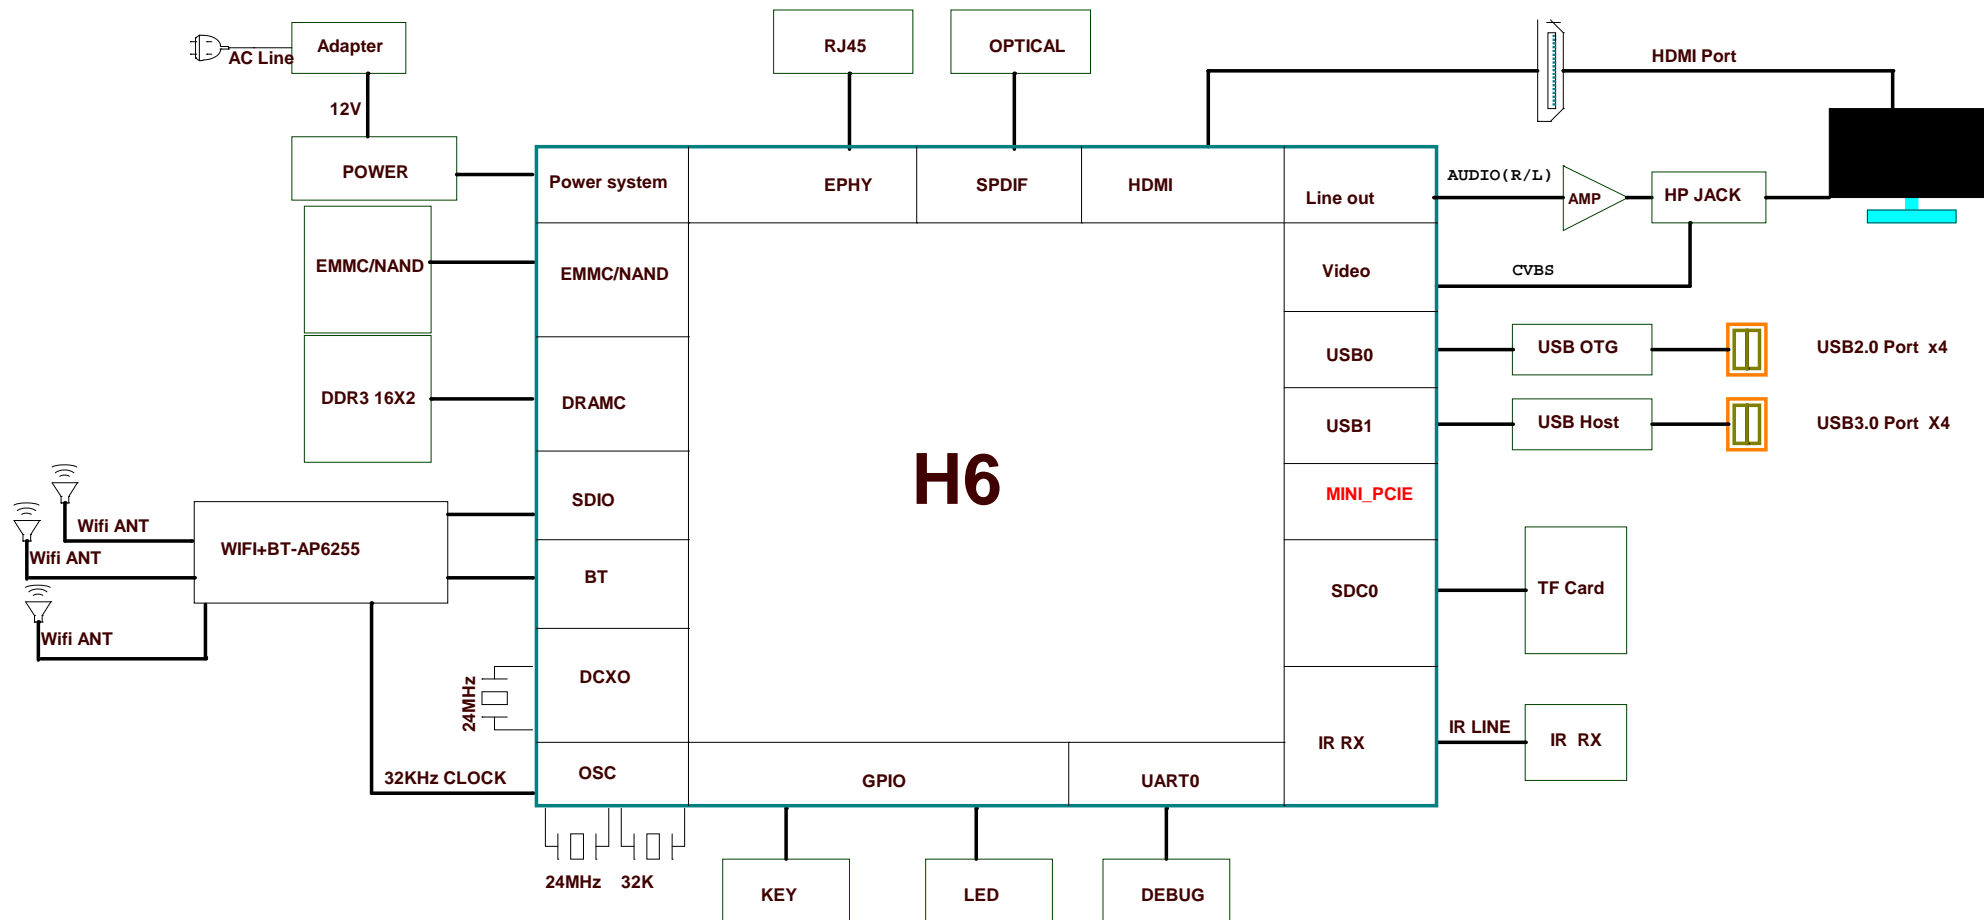 Adapter
AC Line
12V
POWER
RJ45
OPTICAL
HDMI Port
Power system
EPHY
SPDIF
HDMI
Line out
AUDIO(R/L)
AMP
HP JACK
EMMC/NAND
EMMC/NAND
Video
CVBS
USB0
USB OTG
USB2.0 Port x4
DDR3 16X2
DRAMC
USB1
USB Host
USB3.0 Port X4
H6
SDIO
MINI_PCIE
Wifi ANT
Wifi ANT
WIFI+BT-AP6255
BT
SDC0
TF Card
Wifi ANT
DCXO
24MHz
IR RX
IR LINE
IR RX
32KHz CLOCK
OSC
GPIO
UART0
24MHz
32K
KEY
LED
DEBUG